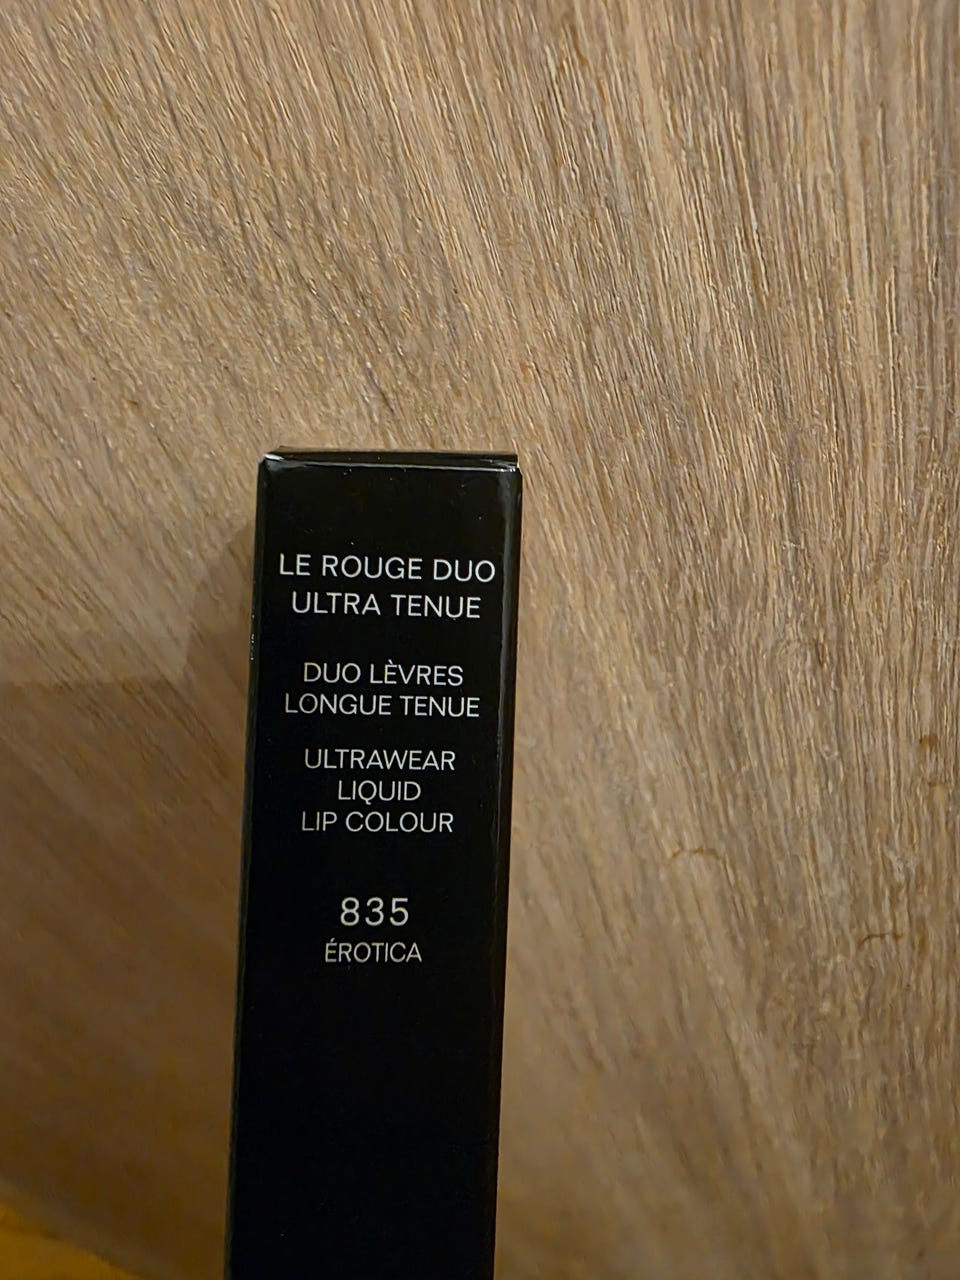 LE ROUGE DUO
ULTRA TENUE
DUO LÈVRES
LONGUE TENUE
ULTRAWEAR
LIQUID
LIP COLOUR
835
ÉROTICA